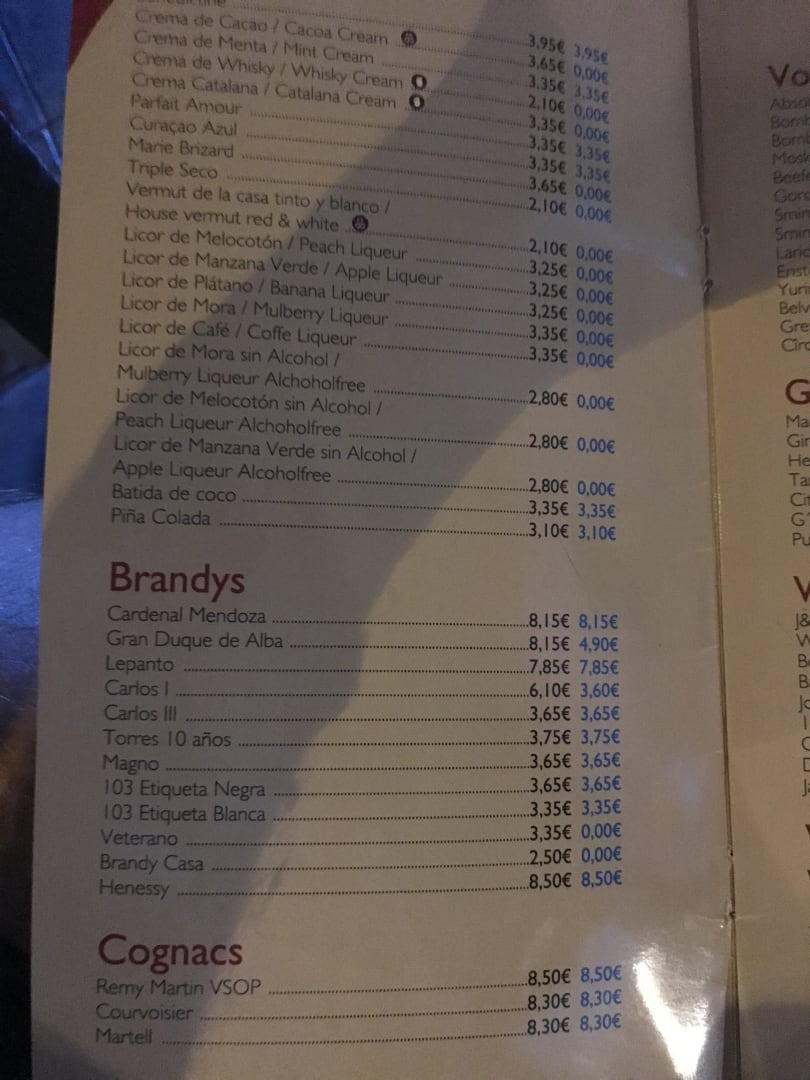 3,95€ 3,95€
Crema de Cacao / Cacoa Cream 3,65€ 0,00€
Crema de Menta / Mint Cream 3,35€ 3,35€
Crema de Whisky / Whisky Cream 2,10€ 0,00€
Crema Catalana / Catalana Cream 3,35€ 0,00€
Parfait Amour 3,35€ 3,35€
Curaçao Azul 3,35€ 3,35€
Marie Brizard 3,65€ 0,00€
Triple Seco 2,10€ 0,00€
Vermut de la casa tinto y blanco /
House vermut red & white 2,10€ 0,00€
Licor de Melocotón / Peach Liqueur 3,25€ 0,00€
Licor de Manzana Verde / Apple Liqueur 3,25€ 0,00€
Licor de Plátano / Banana Liqueur 3,25€ 0,00€
Licor de Mora / Mulberry Liqueur 3,35€ 0,00€
Licor de Café / Coffe Liqueur 3,35€ 0,00€
Licor de Mora sin Alcohol /
Mulberry Liqueur Alchoholfree 2,80€ 0,00€
Licor de Melocotón sin Alcohol /
Peach Liqueur Alchoholfree 2,80€ 0,00€
Licor de Manzana Verde sin Alcohol /
Apple Liqueur Alcoholfree 2,80€ 0,00€
Batida de coco 3,35€ 3,35€
Piña Colada 3,10€ 3,10€
Brandys
Cardenal Mendoza 8,15€ 8,15€
Gran Duque de Alba 8,15€ 4,90€
Lepanto 7,85€ 7,85€
Carlos I 6,10€ 3,60€
Carlos III 3,65€ 3,65€
Torres 10 años 3,75€ 3,75€
Magno 3,65€ 3,65€
103 Etiqueta Negra 3,65€ 3,65€
103 Etiqueta Blanca 3,35€ 3,35€
Veterano 3,35€ 0,00€
Brandy Casa 2,50€ 0,00€
Henessy 8,50€ 8,50€
Cognacs
Remy Martin VSOP 8,50€ 8,50€
Courvoisier 8,30€ 8,30€
Martell 8,30€ 8,30€